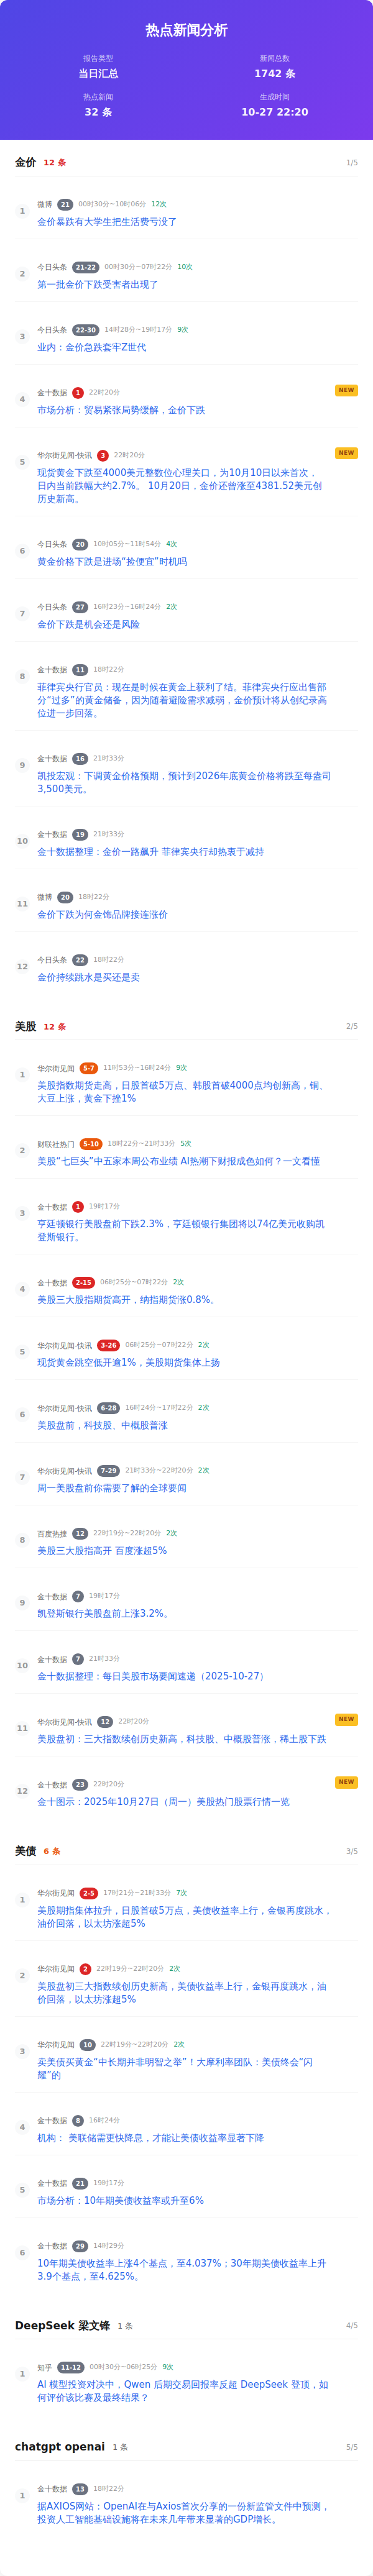 热点新闻分析
报告类型
当日汇总
新闻总数
1742 条
热点新闻
32 条
生成时间
10-27 22:20
金价 12 条 1/5
1
微博 21 00时30分~10时06分 12次
金价暴跌有大学生把生活费亏没了
2
今日头条 21-22 00时30分~07时22分 10次
第一批金价下跌受害者出现了
3
今日头条 22-30 14时28分~19时17分 9次
业内：金价急跌套牢Z世代
4
金十数据 1 22时20分 NEW
市场分析：贸易紧张局势缓解，金价下跌
5
华尔街见闻-快讯 3 22时20分 NEW
现货黄金下跌至4000美元整数位心理关口，为10月10日以来首次，
日内当前跌幅大约2.7%。 10月20日，金价还曾涨至4381.52美元创
历史新高。
6
今日头条 20 10时05分~11时54分 4次
黄金价格下跌是进场“捡便宜”时机吗
7
今日头条 27 16时23分~16时24分 2次
金价下跌是机会还是风险
8
金十数据 11 18时22分
菲律宾央行官员：现在是时候在黄金上获利了结。菲律宾央行应出售部
分“过多”的黄金储备，因为随着避险需求减弱，金价预计将从创纪录高
位进一步回落。
9
金十数据 16 21时33分
凯投宏观：下调黄金价格预期，预计到2026年底黄金价格将跌至每盎司
3,500美元。
10
金十数据 19 21时33分
金十数据整理：金价一路飙升 菲律宾央行却热衷于减持
11
微博 20 18时22分
金价下跌为何金饰品牌接连涨价
12
今日头条 22 18时22分
金价持续跳水是买还是卖
美股 12 条 2/5
1
华尔街见闻 5-7 11时53分~16时24分 9次
美股指数期货走高，日股首破5万点、韩股首破4000点均创新高，铜、
大豆上涨，黄金下挫1%
2
财联社热门 5-10 18时22分~21时33分 5次
美股“七巨头”中五家本周公布业绩 AI热潮下财报成色如何？一文看懂
3
金十数据 1 19时17分
亨廷顿银行美股盘前下跌2.3%，亨廷顿银行集团将以74亿美元收购凯
登斯银行。
4
金十数据 2-15 06时25分~07时22分 2次
美股三大股指期货高开，纳指期货涨0.8%。
5
华尔街见闻-快讯 3-26 06时25分~07时22分 2次
现货黄金跳空低开逾1%，美股期货集体上扬
6
华尔街见闻-快讯 6-28 16时24分~17时22分 2次
美股盘前，科技股、中概股普涨
7
华尔街见闻-快讯 7-29 21时33分~22时20分 2次
周一美股盘前你需要了解的全球要闻
8
百度热搜 12 22时19分~22时20分 2次
美股三大股指高开 百度涨超5%
9
金十数据 7 19时17分
凯登斯银行美股盘前上涨3.2%。
10
金十数据 7 21时33分
金十数据整理：每日美股市场要闻速递（2025-10-27）
11
华尔街见闻-快讯 12 22时20分 NEW
美股盘初：三大指数续创历史新高，科技股、中概股普涨，稀土股下跌
12
金十数据 23 22时20分 NEW
金十图示：2025年10月27日（周一）美股热门股票行情一览
美债 6 条 3/5
1
华尔街见闻 2-5 17时21分~21时33分 7次
美股期指集体拉升，日股首破5万点，美债收益率上行，金银再度跳水，
油价回落，以太坊涨超5%
2
华尔街见闻 2 22时19分~22时20分 2次
美股盘初三大指数续创历史新高，美债收益率上行，金银再度跳水，油
价回落，以太坊涨超5%
3
华尔街见闻 10 22时19分~22时20分 2次
卖美债买黄金“中长期并非明智之举”！大摩利率团队：美债终会“闪
耀”的
4
金十数据 8 16时24分
机构： 美联储需更快降息，才能让美债收益率显著下降
5
金十数据 21 19时17分
市场分析：10年期美债收益率或升至6%
6
金十数据 29 14时29分
10年期美债收益率上涨4个基点，至4.037%；30年期美债收益率上升
3.9个基点，至4.625%。
DeepSeek 梁文锋 1 条 4/5
1
知乎 11-12 00时30分~06时25分 9次
AI 模型投资对决中，Qwen 后期交易回报率反超 DeepSeek 登顶，如
何评价该比赛及最终结果？
chatgpt openai 1 条 5/5
1
金十数据 13 18时22分
据AXIOS网站：OpenAI在与Axios首次分享的一份新监管文件中预测，
投资人工智能基础设施将在未来几年带来显著的GDP增长。